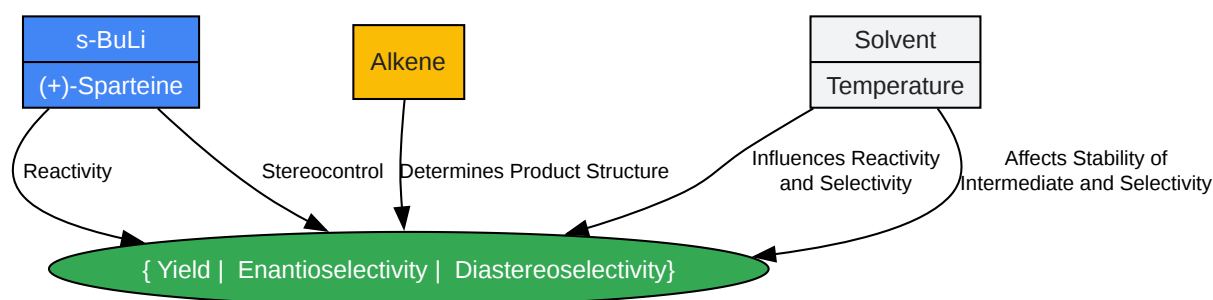 s-BuLi
(+)-Sparteine
Alkene
Solvent
Temperature
Reactivity
Stereocontrol
Determines Product Structure
Influences Reactivity
and Selectivity
Affects Stability of
Intermediate and Selectivity
{ Yield |  Enantioselectivity |  Diastereoselectivity}